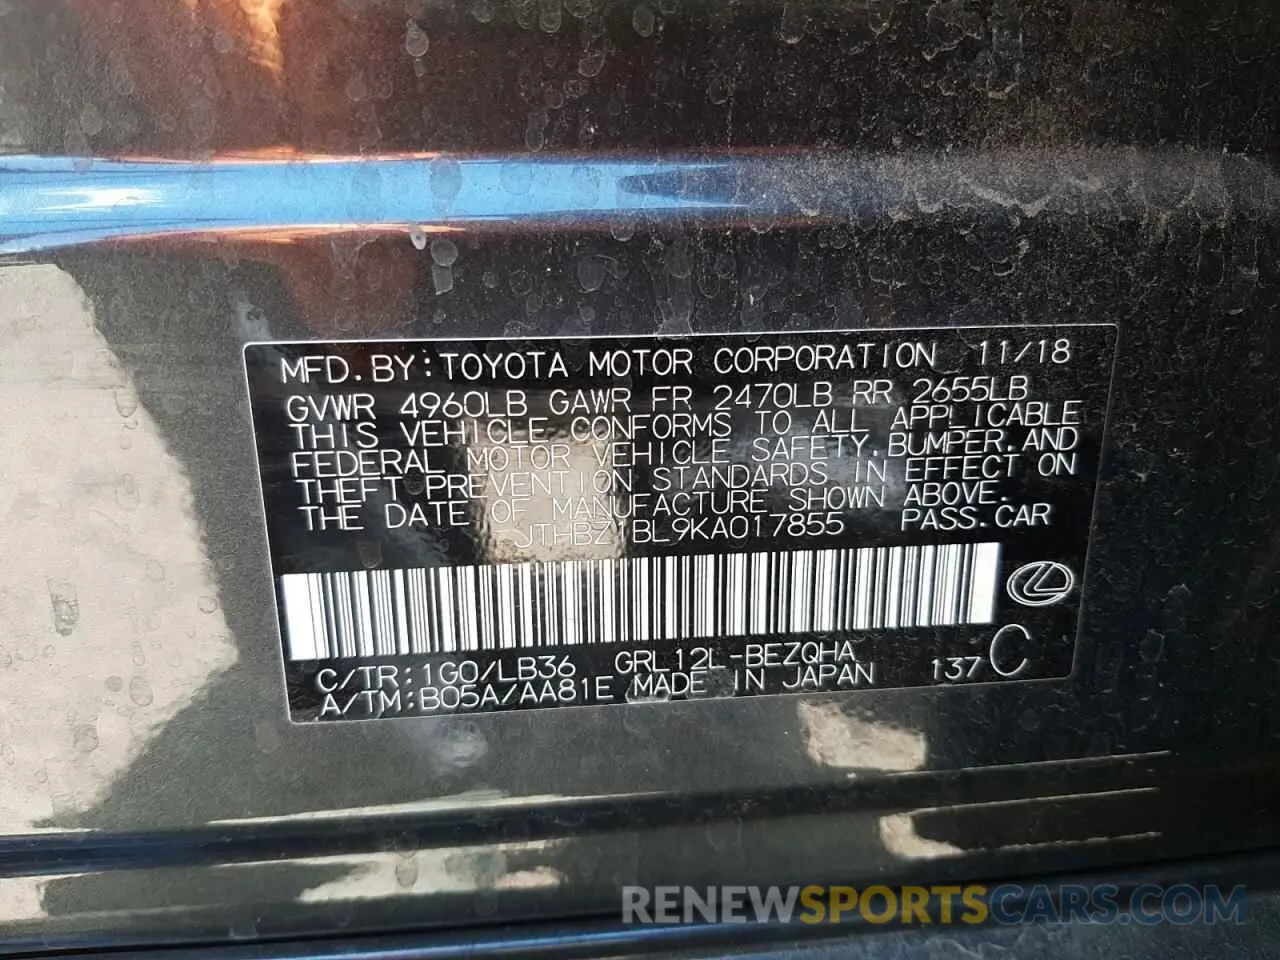 MFD.BY:TOYOTA MOTOR CORPORATION 11/18
GVWR 4960LB GAWR FR 2470LB RR 2655LB
THIS VEHICLE CONFORMS TO ALL APPLICABLE
FEDERAL MOTOR VEHICLE SAFETY.BUMPER.AND
THEFT PREVENTION STANDARDS IN EFFECT ON
THE DATE OF MANUFACTURE SHOWN ABOVE.
JTHBZ1BL9KA017855 PASS.CAR
C/TR:1G0/LB36 GRL12L-BEZQHA 137 C
A/TM:B05A/AA81E MADE IN JAPAN
RENEWSPORTSCARS.COM